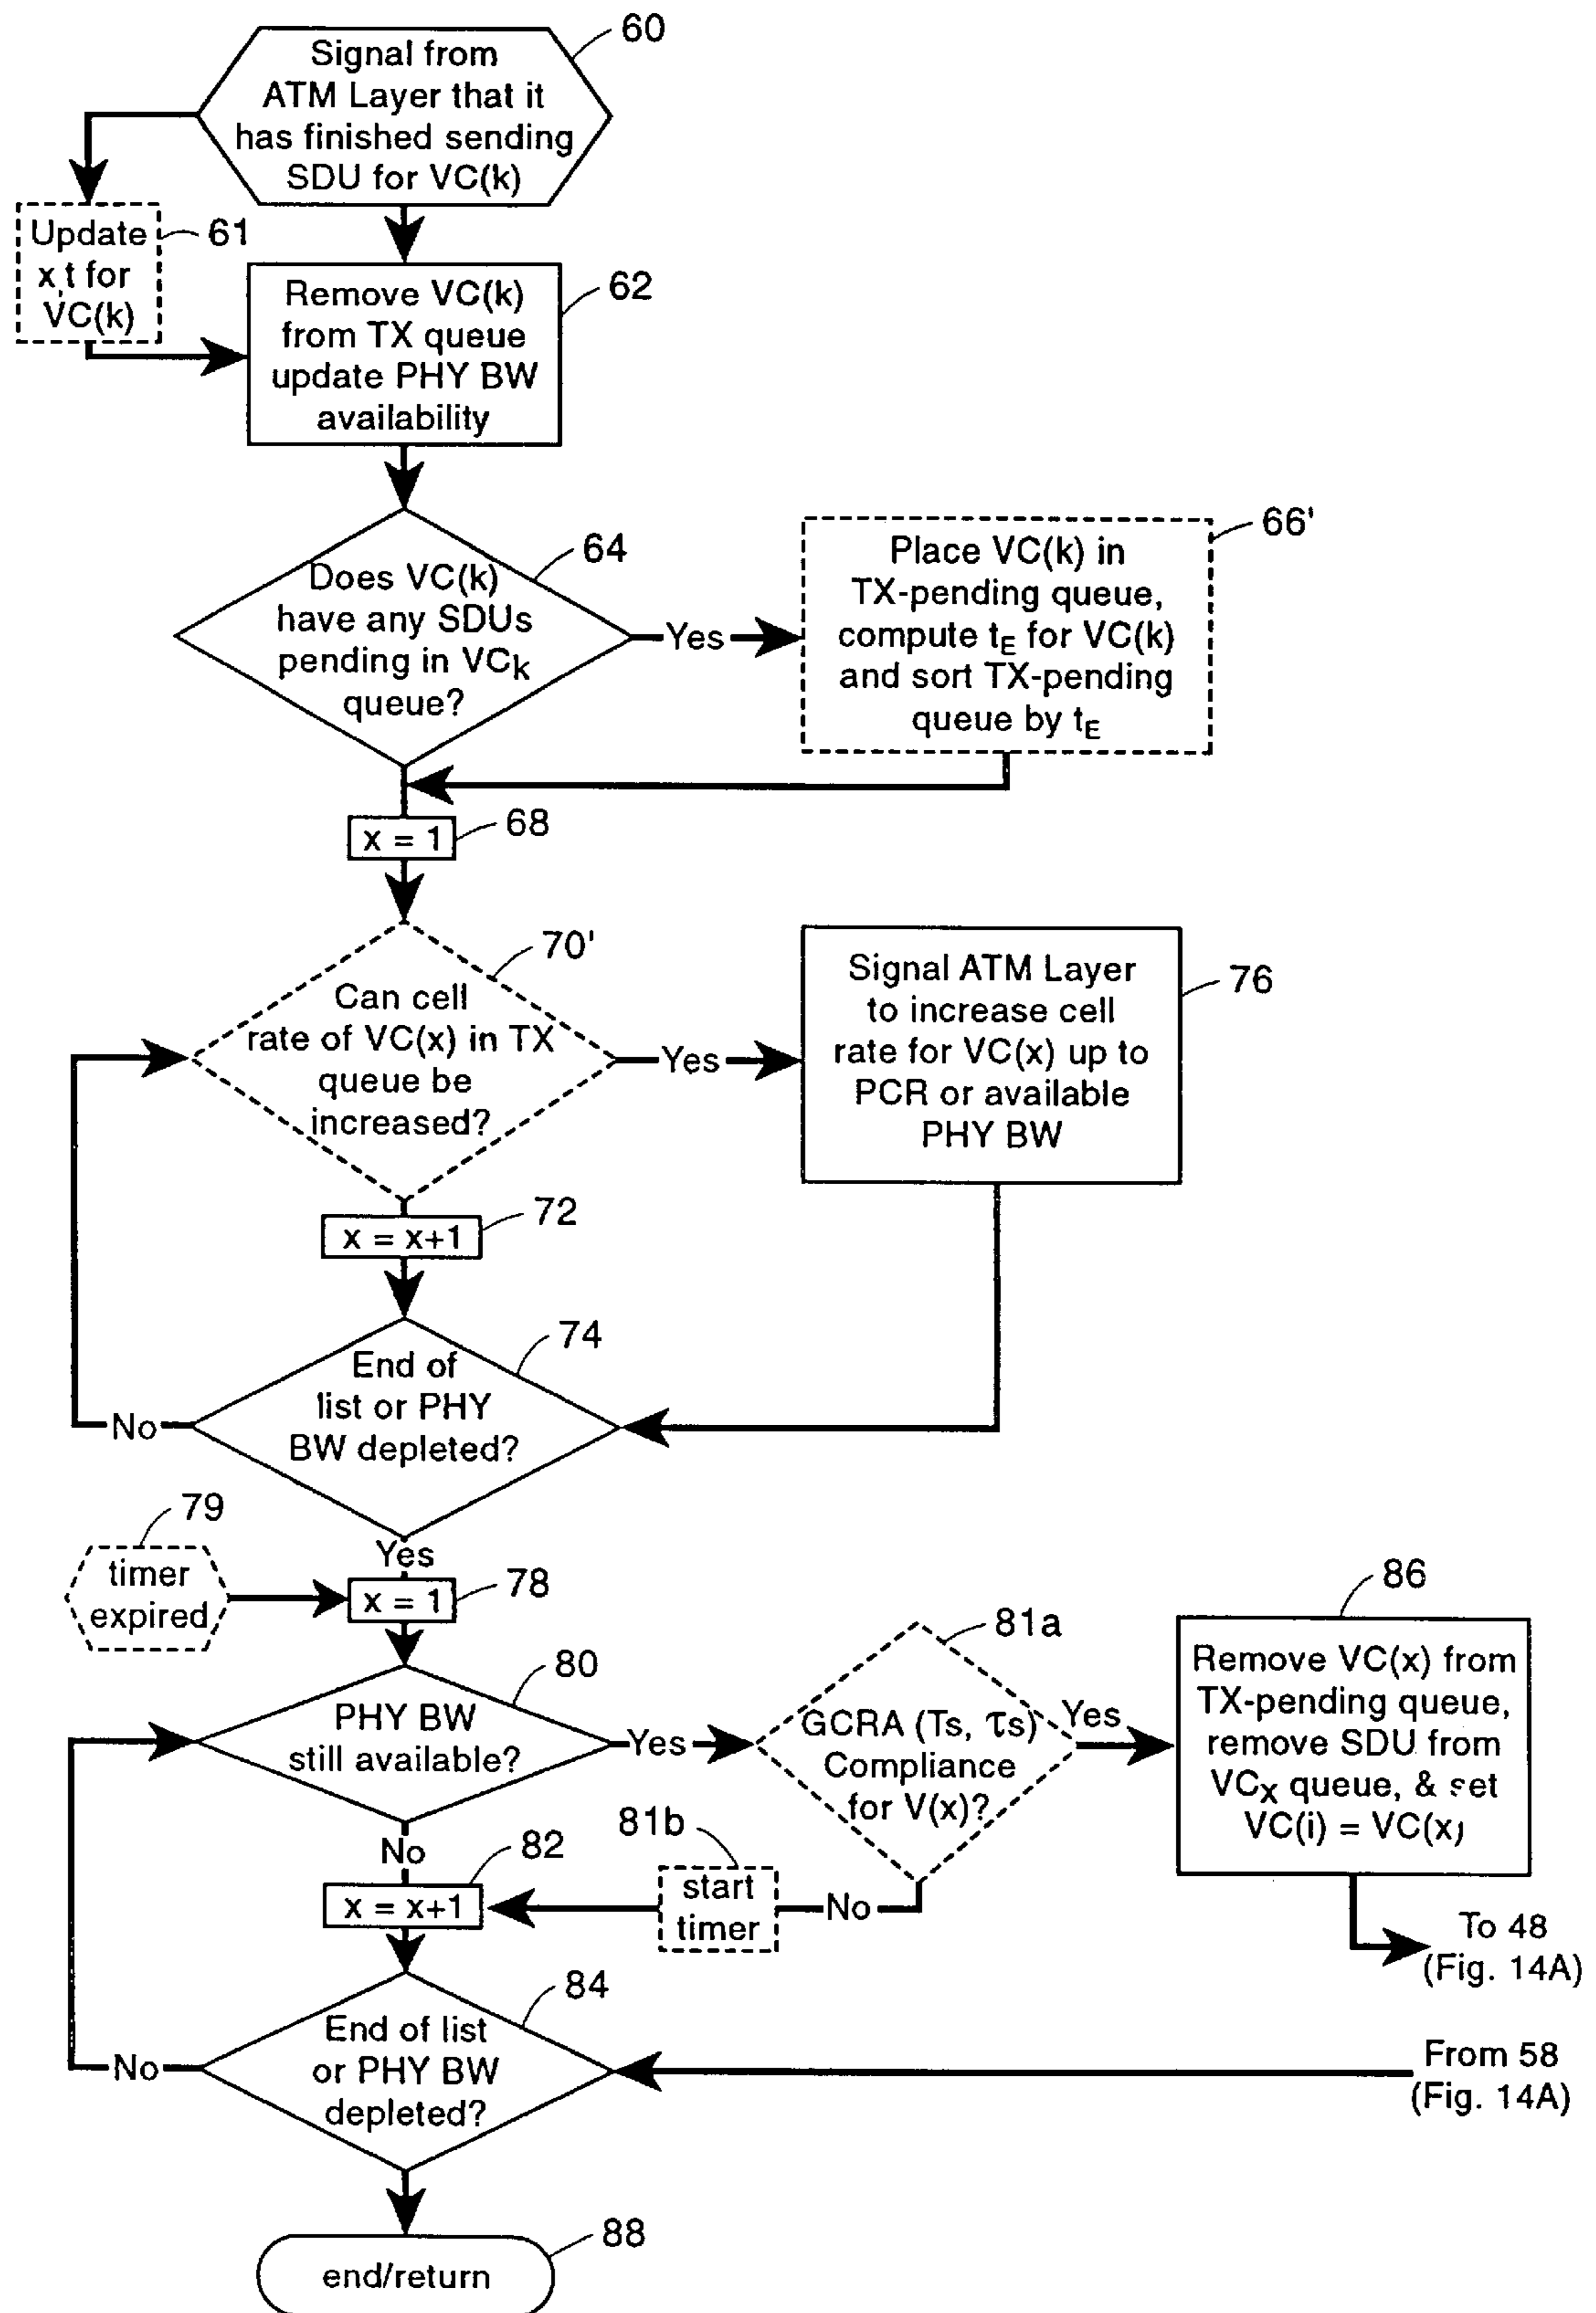 60
Signal from
ATM Layer that it
has finished sending
SDU for VC(k)
61
Update
x,t for
VC(k)
62
Remove VC(k)
from TX queue
update PHY BW
availability
64
Does VC(k)
have any SDUs
pending in VCk
queue?
Yes
66'
Place VC(k) in
TX-pending queue,
compute tE for VC(k)
and sort TX-pending
queue by tE
x = 1
68
70'
Can cell
rate of VC(x) in TX
queue be
increased?
Yes
76
Signal ATM Layer
to increase cell
rate for VC(x) up to
PCR or available
PHY BW
x = x+1
72
74
End of
list or PHY
BW depleted?
No
Yes
79
timer
expired
x = 1
78
80
PHY BW
still available?
Yes
No
81a
GCRA (Ts, τs)
Compliance
for V(x)?
Yes
No
86
Remove VC(x) from
TX-pending queue,
remove SDU from
VCx queue, & set
VC(i) = VC(x)
To 48
(Fig. 14A)
81b
start
timer
82
x = x+1
84
End of list
or PHY BW
depleted?
No
From 58
(Fig. 14A)
88
end/return